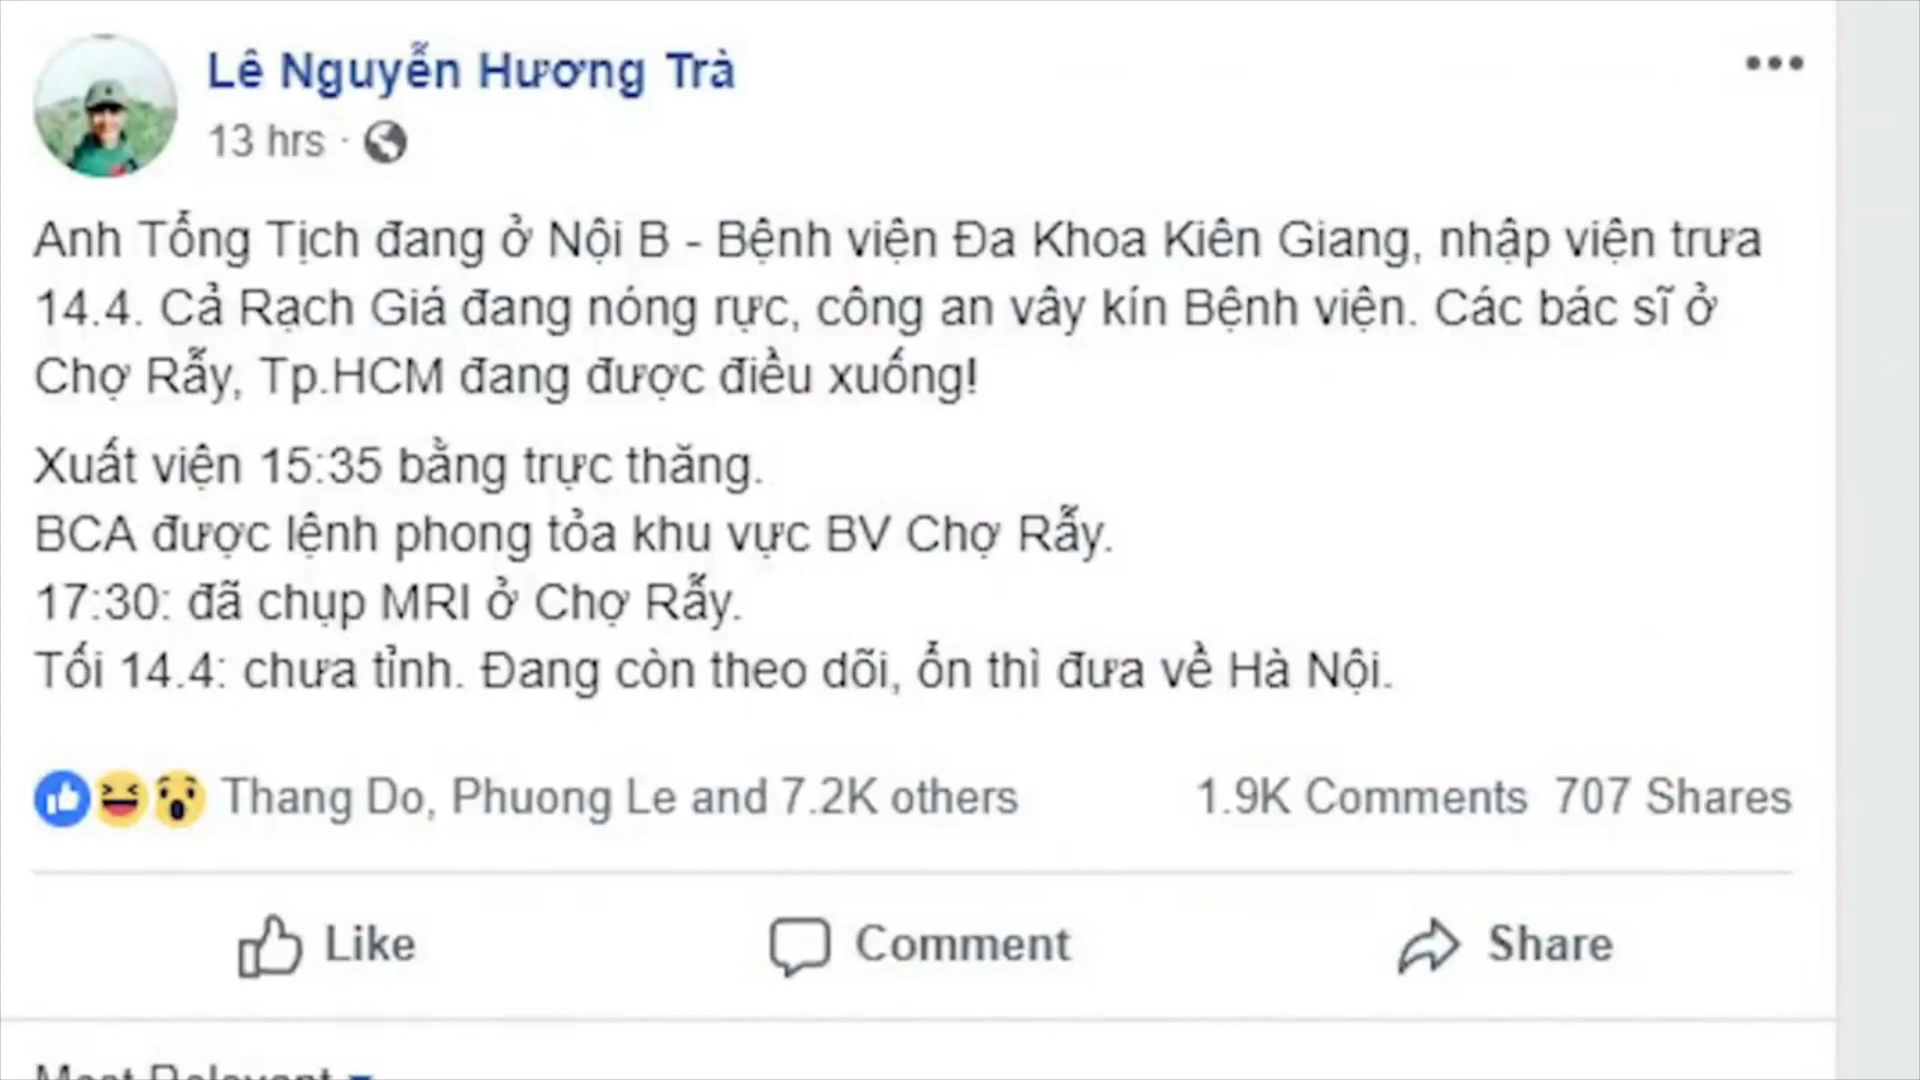 Lê Nguyễn Hương Trà
13 hrs ·
Anh Tổng Tịch đang ở Nội B - Bệnh viện Đa Khoa Kiên Giang, nhập viện trưa
14.4. Cả Rạch Giá đang nóng rực, công an vây kín Bệnh viện. Các bác sĩ ở
Chợ Rẫy, Tp.HCM đang được điều xuống!
Xuất viện 15:35 bằng trực thăng.
BCA được lệnh phong tỏa khu vực BV Chợ Rẫy.
17:30: đã chụp MRI ở Chợ Rẫy.
Tối 14.4: chưa tỉnh. Đang còn theo dõi, ổn thì đưa về Hà Nội.
Thang Do, Phuong Le and 7.2K others 1.9K Comments 707 Shares
Like Comment Share
Most Relevant